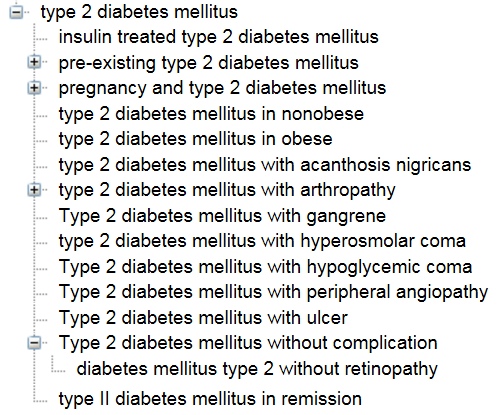 type 2 diabetes mellitus
insulin treated type 2 diabetes mellitus
pre-existing type 2 diabetes mellitus
pregnancy and type 2 diabetes mellitus
type 2 diabetes mellitus in nonobese
type 2 diabetes mellitus in obese
type 2 diabetes mellitus with acanthosis nigricans
type 2 diabetes mellitus with arthropathy
Type 2 diabetes mellitus with gangrene
type 2 diabetes mellitus with hyperosmolar coma
Type 2 diabetes mellitus with hypoglycemic coma
Type 2 diabetes mellitus with peripheral angiopathy
Type 2 diabetes mellitus with ulcer
Type 2 diabetes mellitus without complication
diabetes mellitus type 2 without retinopathy
type II diabetes mellitus in remission